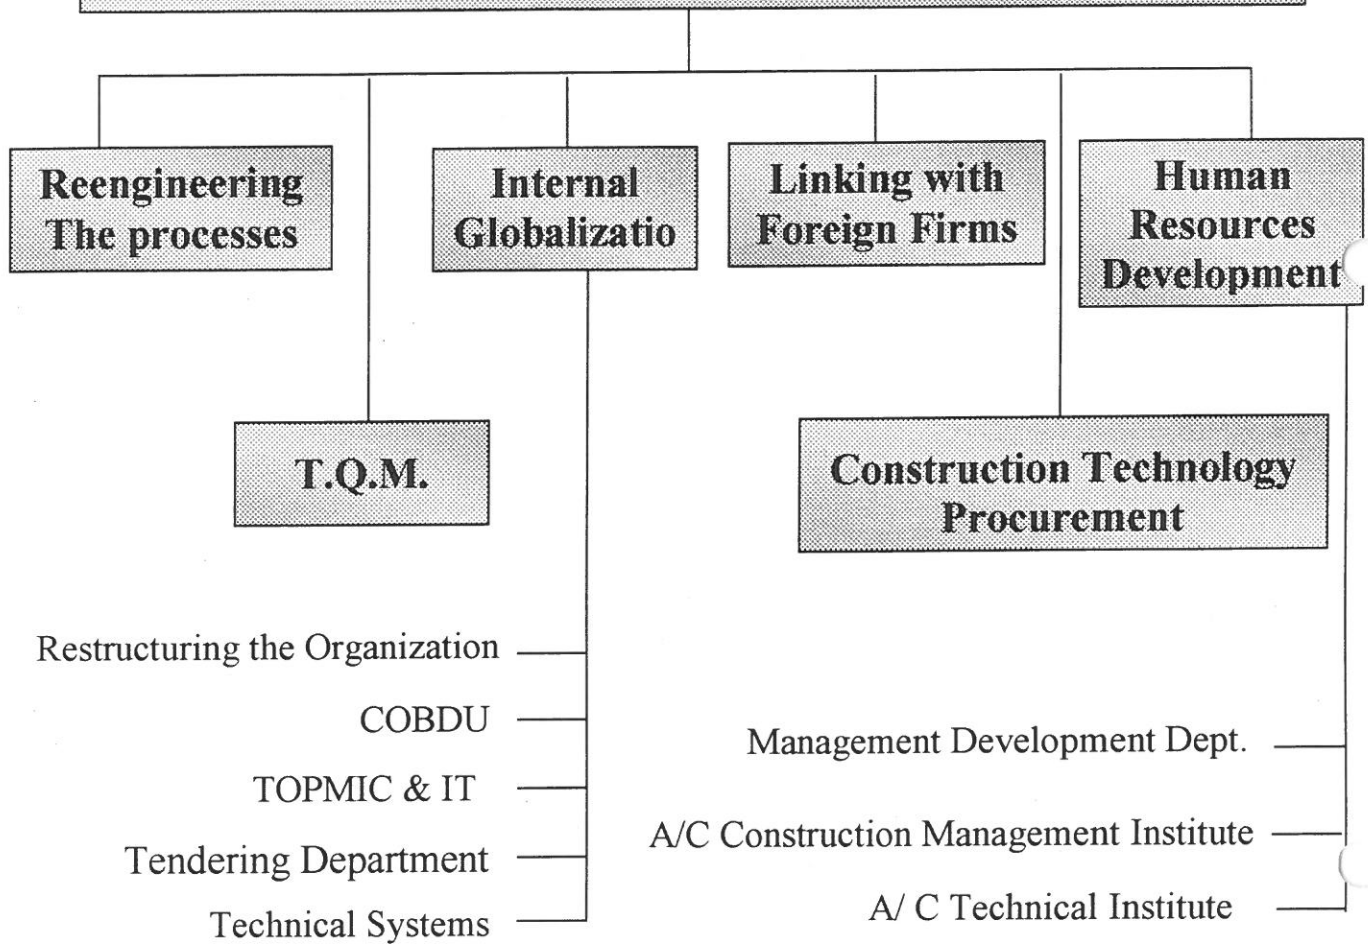 Reengineering
The processes
Internal
Globalizatio
Linking with
Foreign Firms
Human
Resources
Development
T.Q.M.
Construction Technology
Procurement
Restructuring the Organization
COBDU
TOPMIC & IT
Tendering Department
Technical Systems
Management Development Dept.
A/C Construction Management Institute
A/ C Technical Institute